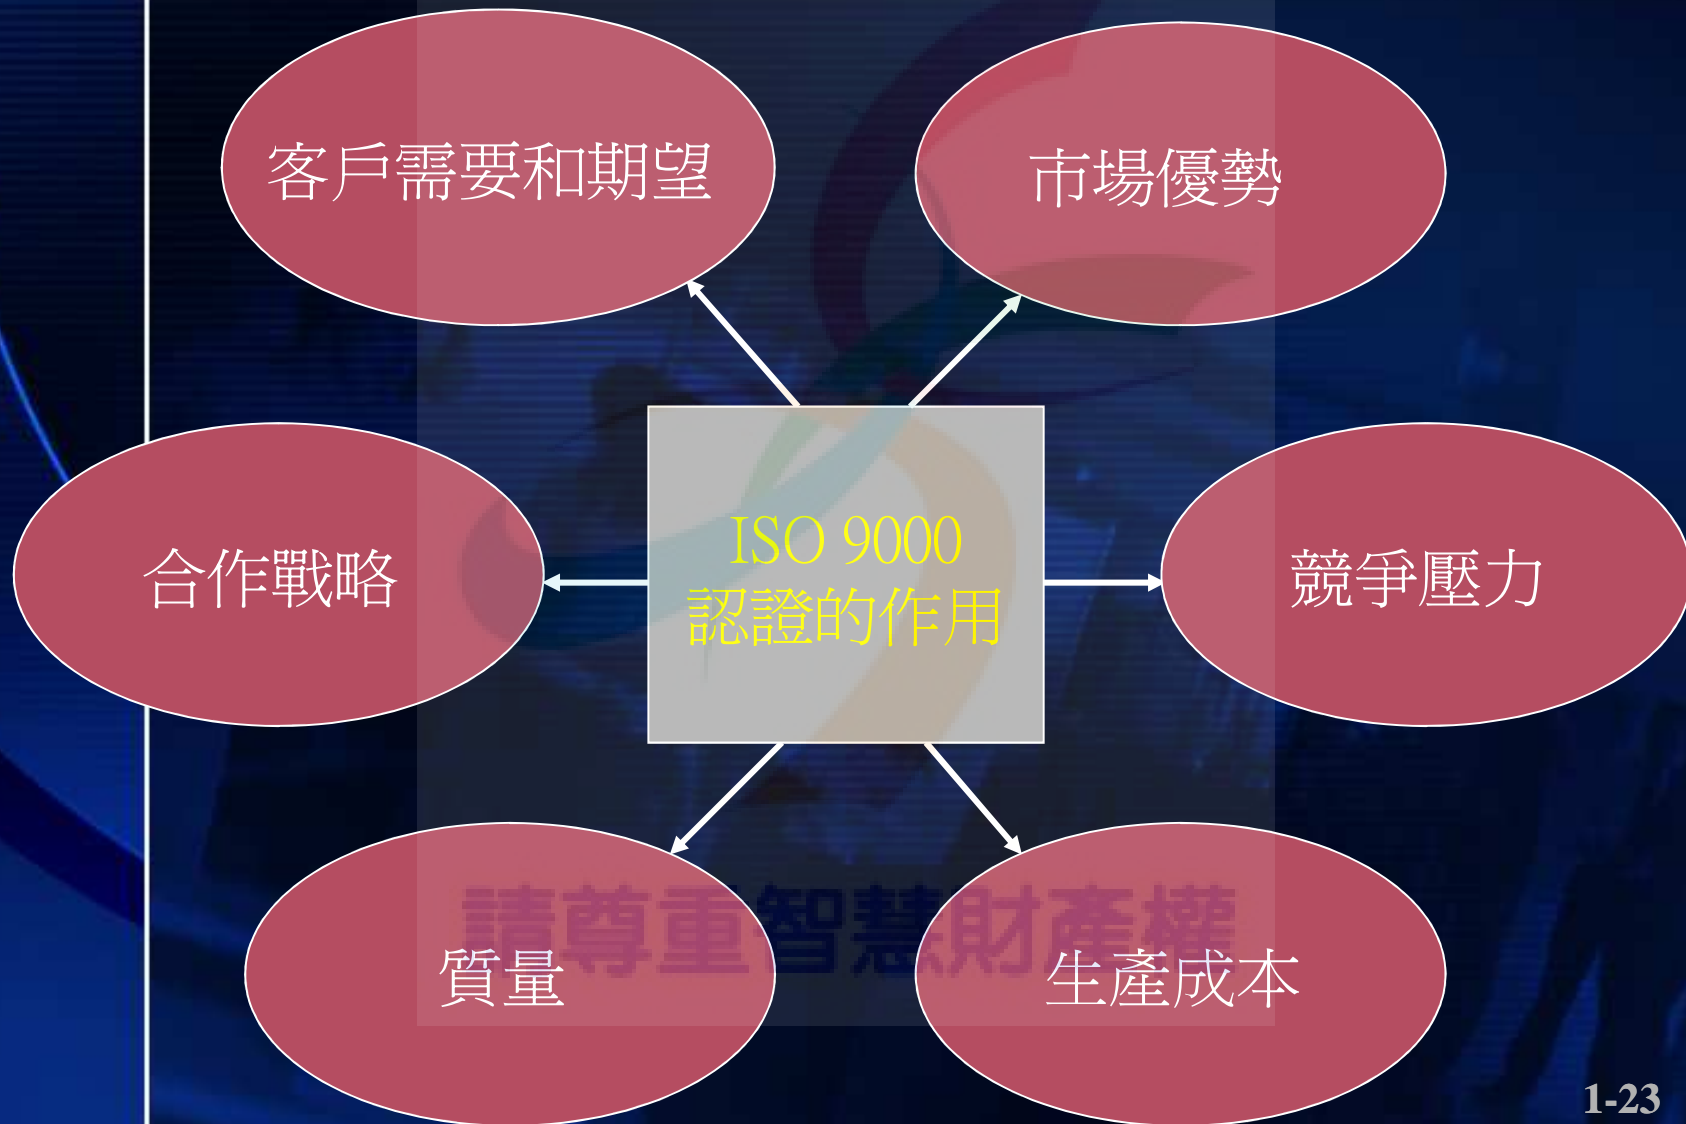 客戶需要和期望
市場優勢
合作戰略
ISO 9000
認證的作用
競爭壓力
請尊重智慧財產權
質量
生產成本
1-23